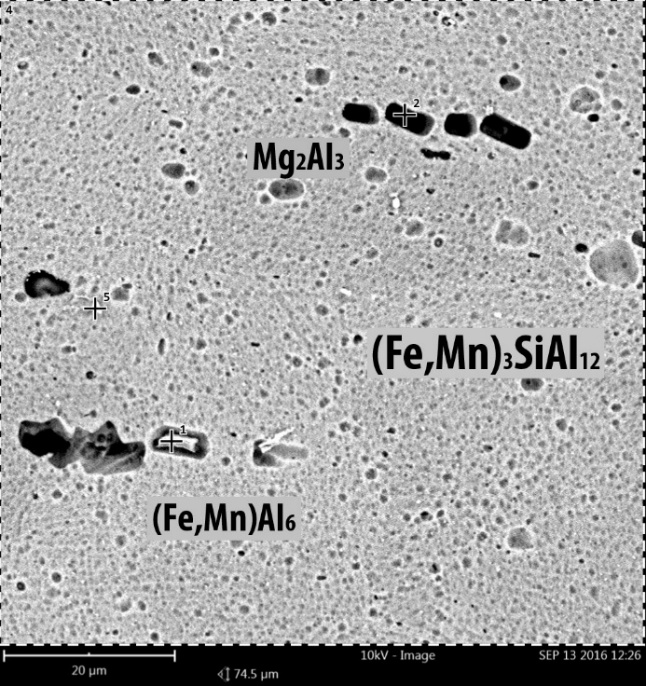 4
2
Mg₂Al₃
5
(Fe,Mn)₃SiAl₁₂
1
(Fe,Mn)Al₆
20 µm
74.5 µm
10kV - Image
SEP 13 2016 12:26